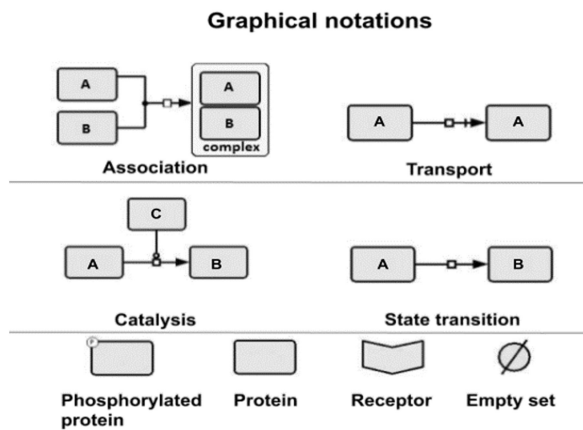 Graphical notations
A
B
A
B
complex
Association
A
A
Transport
C
A
B
Catalysis
A
B
State transition
P
Phosphorylated
protein
Protein
Receptor
Empty set